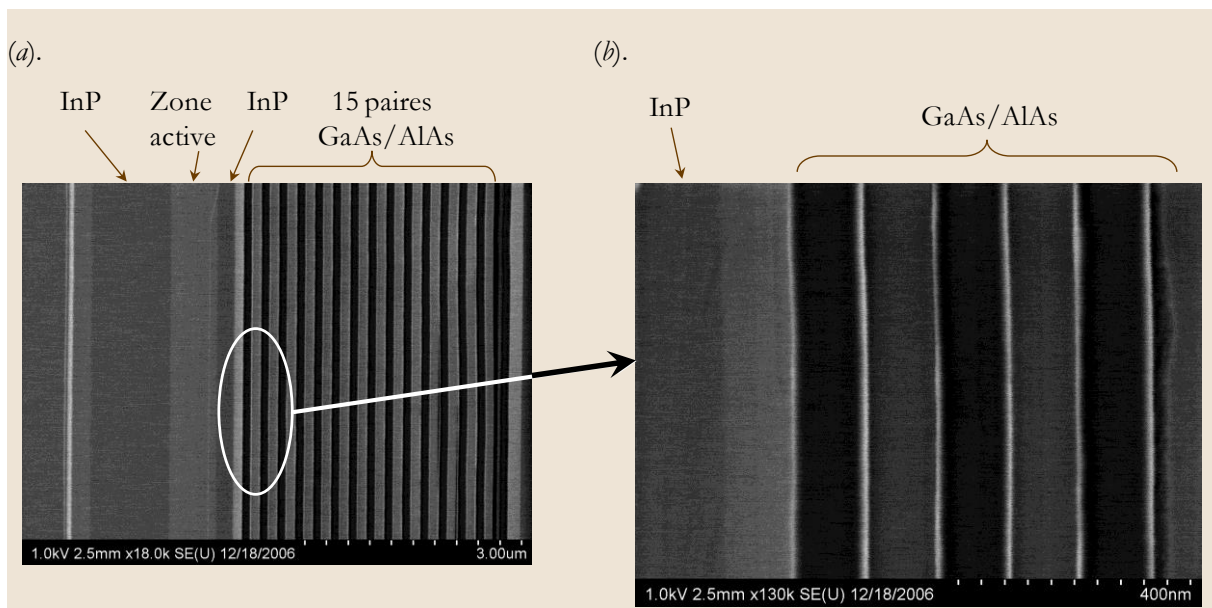 (a).
(b).
InP
Zone
active
InP
15 paires
GaAs/AlAs
InP
GaAs/AlAs
1.0kV 2.5mm x18.0k SE(U) 12/18/2006
3.00um
1.0kV 2.5mm x130k SE(U) 12/18/2006
400nm